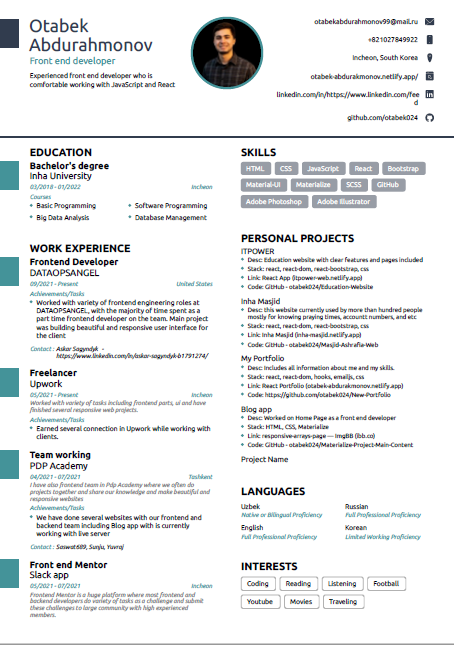 Otabek
Abdurahmonov
Front end developer
Experienced front end developer who is
comfortable working with JavaScript and React
otabekabdurahmonov99@mail.ru
+821027849922
Incheon, South Korea
otabek-abdurakmonov.netlify.app/
linkedin.com/in/https://www.linkedin.com/fee
d
github.com/otabek024
EDUCATION
Bachelor's degree
Inha University
03/2018 - 01/2022 Incheon
Courses
Basic Programming Software Programming
Big Data Analysis Database Management
WORK EXPERIENCE
Frontend Developer
DATAOPSANGEL
09/2021 - Present United States
Achievements/Tasks
Worked with variety of frontend engineering roles at
DATAOPSANGEL, with the majority of time spent as a
part time frontend developer on the team. Main project
was building beautiful and responsive user interface for
the client
Contact : Askar Sagyndyk -
https://www.linkedin.com/in/askar-sagyndyk-b1791274/
Freelancer
Upwork
05/2021 - Present Incheon
Worked with variety of tasks including frontend parts, ui and have
finished several responsive web projects.
Achievements/Tasks
Earned several connection in Upwork while working with
clients.
Team working
PDP Academy
04/2021 - 07/2021 Tashkent
I have also frontend team in Pdp Academy where we often do
projects together and share our knowledge and make beautiful and
responsive websites
Achievements/Tasks
We have done several websites with our frontend and
backend team including Blog app with is currently
working with live server
Contact : Saswat689, Sunju, Yuvraj
Front end Mentor
Slack app
05/2021 - 07/2021 Incheon
Frontend Mentor is a huge platform where most frontend and
backend developers do variety of tasks as a challenge and submit
these challenges to large community with high experienced
members.
SKILLS
HTML CSS JavaScript React Bootstrap
Material-UI Materialize SCSS GitHub
Adobe Photoshop Adobe Illustrator
PERSONAL PROJECTS
ITPOWER
Desc: Education website with clear features and pages included
Stack: react, react-dom, react-bootstrap, css
Link: React App (itpower-web.netlify.app)
Code: GitHub - otabek024/Education-Website
Inha Masjid
Desc: this website currently used by more than hundred people
mostly for knowing praying times, account numbers, and etc
Stack: react, react-dom, react-bootstrap, css
Code: GitHub - otabek024/Masjid-Ashrafia-Web
My Portfolio
Desc: Includes all information about me and my skills.
Stack: react, react-dom, hooks, emailjs, css
Link: React Portfolio (otabek-abdurakmonov.netlify.app)
Code: https://github.com/otabek024/New-Portfolio
Blog app
Desc: Worked on Home Page as a front end developer
Stack: HTML, CSS, Materialize
Link: responsive-arrays-page — ImgBB (ibb.co)
Code: GitHub - otabek024/Materialize-Project-Main-Content
Project Name
LANGUAGES
Uzbek Russian
Native or Bilingual Proficiency Full Professional Proficiency
English Korean
Full Professional Proficiency Limited Working Proficiency
INTERESTS
Coding Reading Listening Football
Youtube Movies Traveling